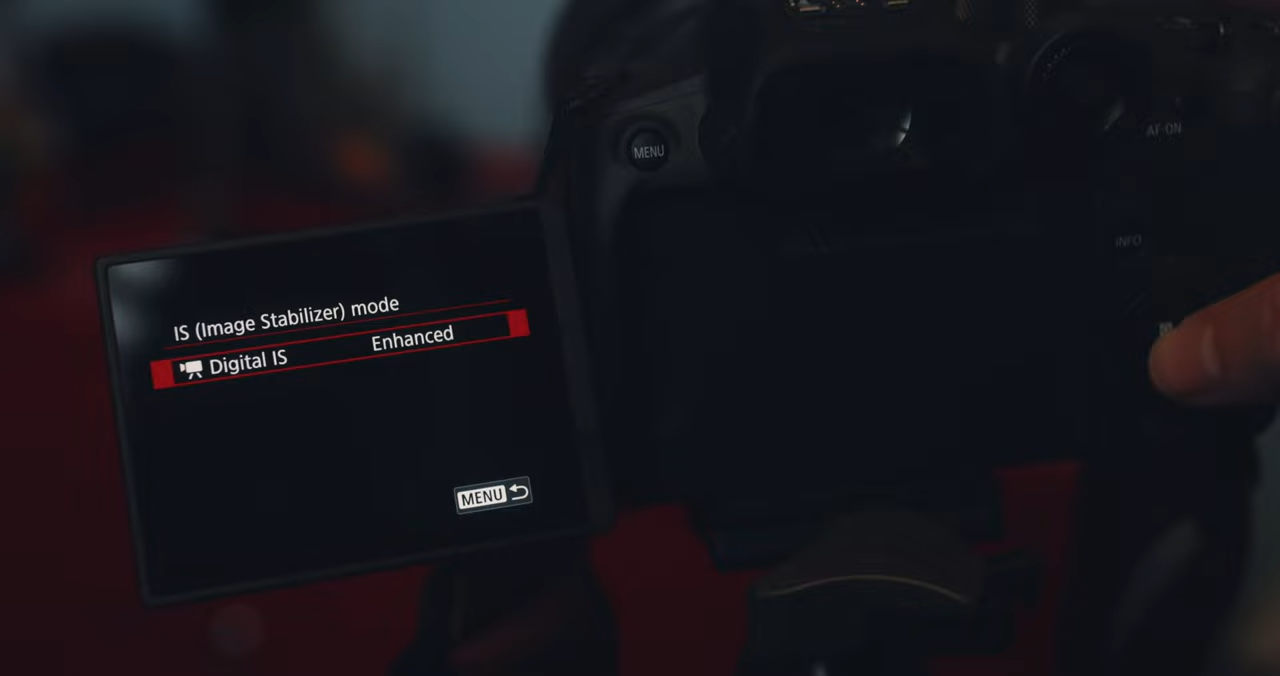 MENU
AF-ON
INFO
IS (Image Stabilizer) mode
Digital IS Enhanced
MENU